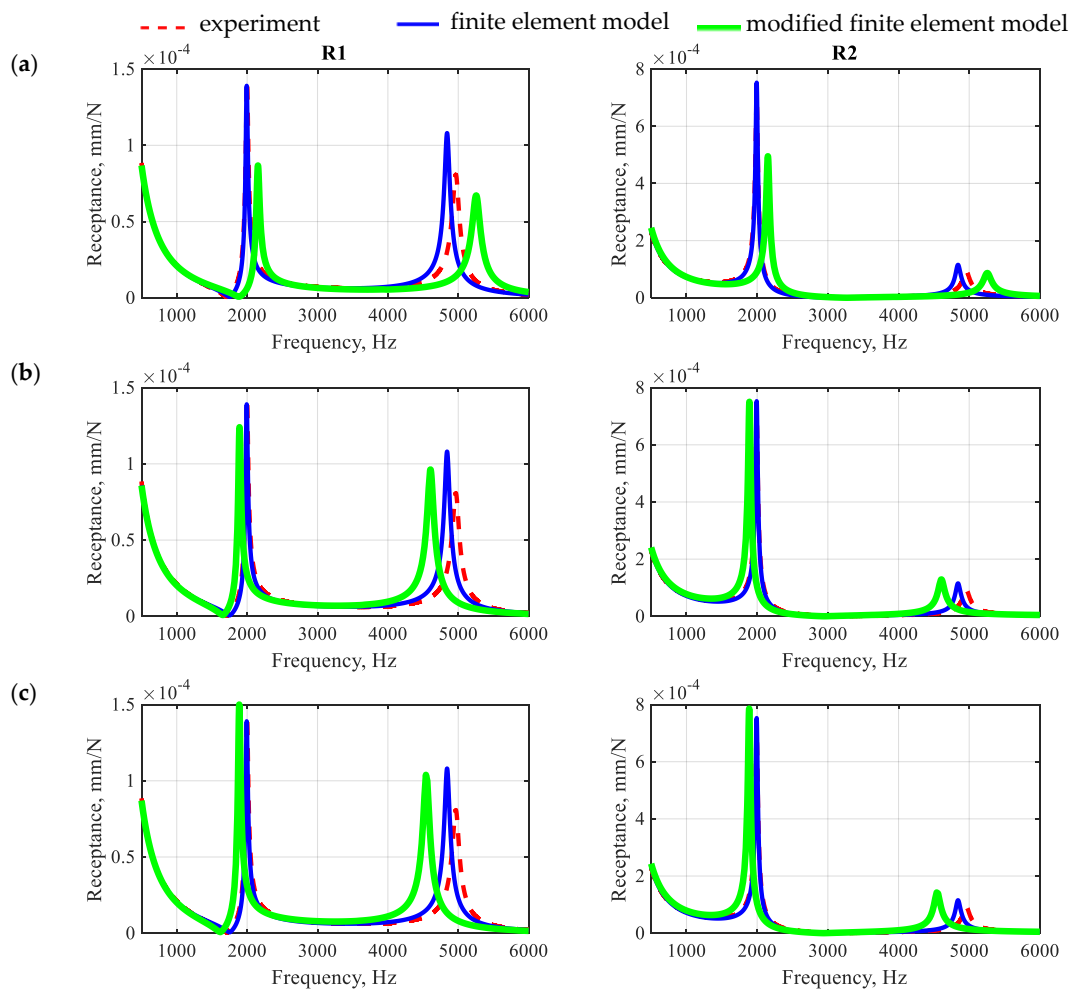 experiment finite element model modified finite element model
(a) R1 R2
×10-4 ×10-4
Receptance, mm/N 1.5 1 0.5 0 Receptance, mm/N 8 6 4 2 0
1000 2000 3000 4000 5000 6000 1000 2000 3000 4000 5000 6000
Frequency, Hz Frequency, Hz
(b)
×10-4 ×10-4
Receptance, mm/N 1.5 1 0.5 0 Receptance, mm/N 8 6 4 2 0
1000 2000 3000 4000 5000 6000 1000 2000 3000 4000 5000 6000
Frequency, Hz Frequency, Hz
(c)
×10-4 ×10-4
Receptance, mm/N 1.5 1 0.5 0 Receptance, mm/N 8 6 4 2 0
1000 2000 3000 4000 5000 6000 1000 2000 3000 4000 5000 6000
Frequency, Hz Frequency, Hz